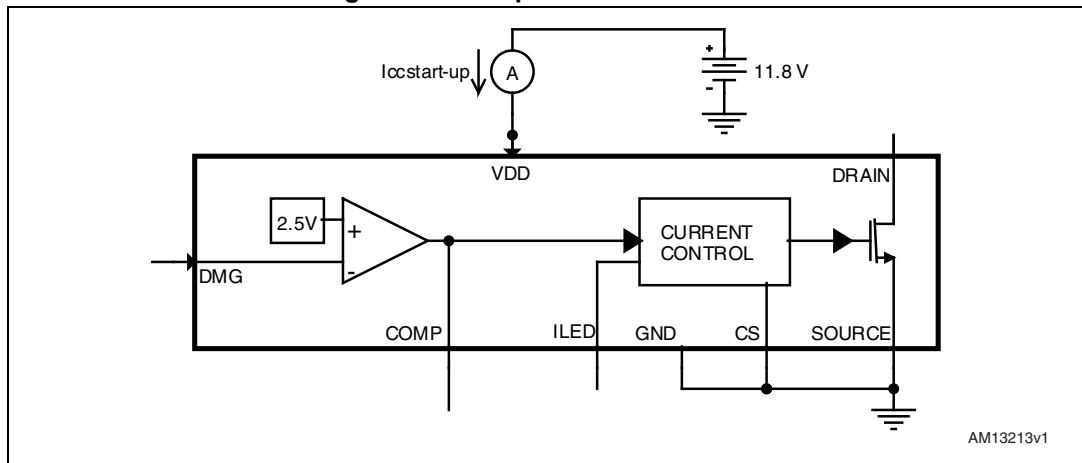 Iccstart-up
A
+
-
11.8 V
VDD
DRAIN
2.5V
+
-
DMG
CURRENT
CONTROL
COMP
ILED
GND
CS
SOURCE
AM13213v1